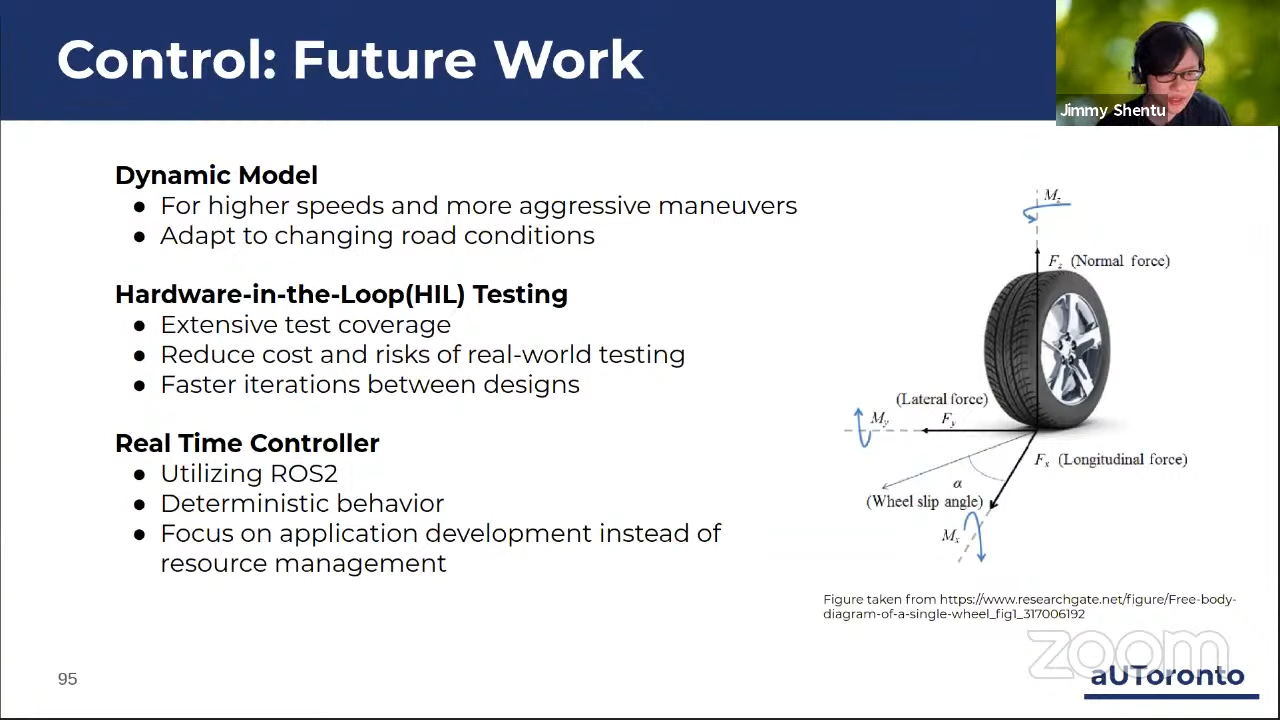 Control: Future Work
Jimmy Shentu
Dynamic Model
● For higher speeds and more aggressive maneuvers
● Adapt to changing road conditions
Hardware-in-the-Loop(HIL) Testing
● Extensive test coverage
● Reduce cost and risks of real-world testing
● Faster iterations between designs
Real Time Controller
● Utilizing ROS2
● Deterministic behavior
● Focus on application development instead of
resource management
M_z
F_z (Normal force)
(Lateral force)
M_y F_y
F_x (Longitudinal force)
α
(Wheel slip angle)
M_x
Figure taken from https://www.researchgate.net/figure/Free-body-
diagram-of-a-single-wheel_fig1_317006192
zoom
aUToronto
95